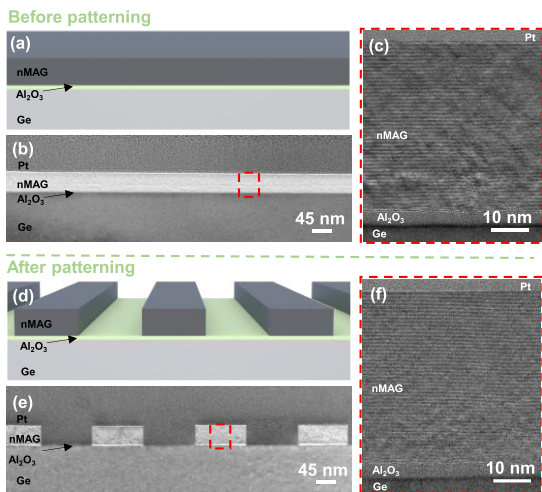 Before patterning
(a)
nMAG
Al₂O₃
Ge
(b)
Pt
nMAG
Al₂O₃
Ge
45 nm
(c)
Pt
nMAG
Al₂O₃
Ge
10 nm
After patterning
(d)
nMAG
Al₂O₃
Ge
(e)
Pt
nMAG
Al₂O₃
Ge
45 nm
(f)
Pt
nMAG
Al₂O₃
Ge
10 nm